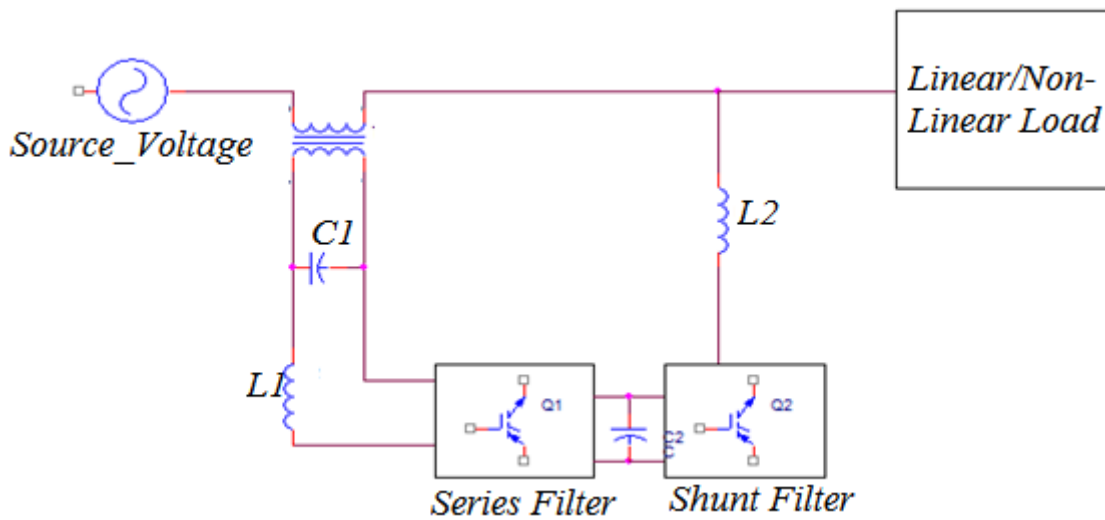 Source_Voltage
Linear/Non-
Linear Load
C1
L2
L1
Q1
C2
Q2
Series Filter
Shunt Filter